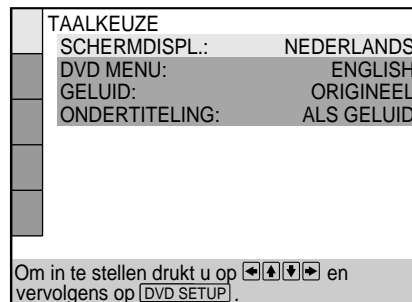 TAALKEUZE
SCHERMDISPL.: NEDERLANDS
DVD MENU: ENGLISH
GELUID: ORIGINEEL
ONDERTITELING: ALS GELUID
Om in te stellen drukt u op ←↑↓→ en
vervolgens op DVD SETUP .